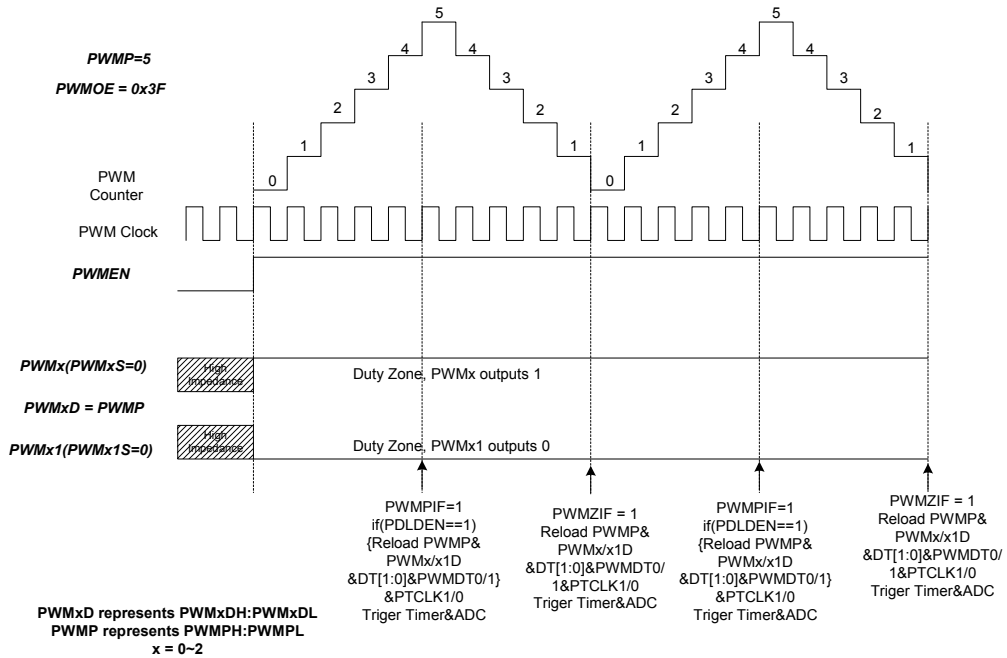 5
5
PWMP=5
4
4
4
4
PWMOE = 0x3F
3
3
3
3
2
2
2
2
1
1
1
1
PWM
Counter
0
0
PWM Clock
PWMEN
PWMx(PWMxS=0)
High
Impedance
Duty Zone, PWMx outputs 1
PWMxD = PWMP
PWMx1(PWMx1S=0)
High
Impedance
Duty Zone, PWMx1 outputs 0
PWMPIF=1
if(PDLDEN==1)
{Reload PWMP&
PWMx/x1D
&DT[1:0]&PWMDT0/1}
&PTCLK1/0
Triger Timer&ADC
PWMZIF = 1
Reload PWMP&
PWMx/x1D
&DT[1:0]&PWMDT0/
1&PTCLK1/0
Triger Timer&ADC
PWMPIF=1
if(PDLDEN==1)
{Reload PWMP&
PWMx/x1D
&DT[1:0]&PWMDT0/1}
&PTCLK1/0
Triger Timer&ADC
PWMZIF = 1
Reload PWMP&
PWMx/x1D
&DT[1:0]&PWMDT0/
1&PTCLK1/0
Triger Timer&ADC
PWMxD represents PWMxDH:PWMxDL
PWMP represents PWMPH:PWMPL
x = 0~2